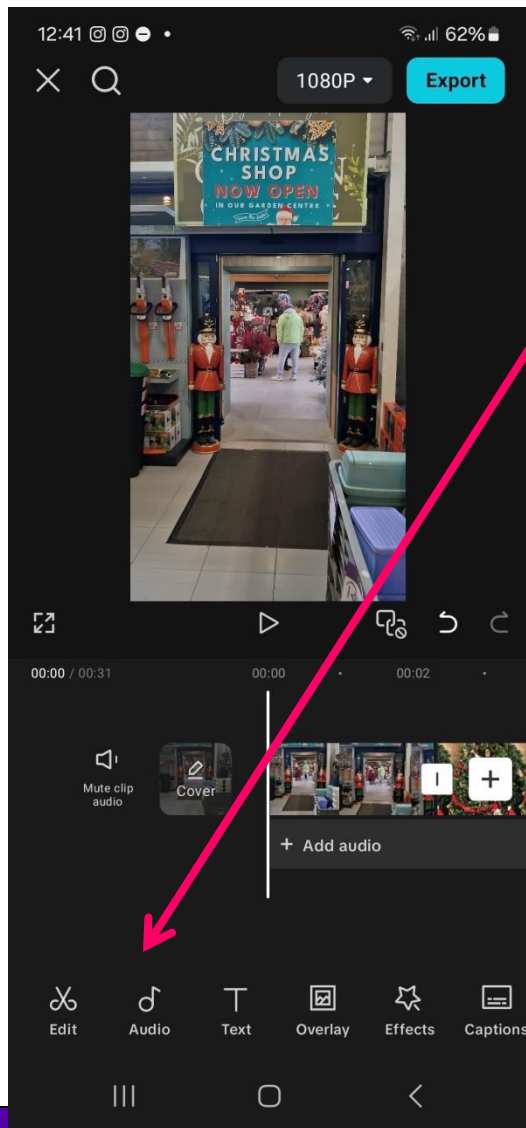 12:41
62%
1080P
Export
CHRISTMAS
SHOP
NOW OPEN
IN OUR GARDEN CENTRE
00:00 / 00:31
00:00
00:02
Mute clip
audio
Cover
+ Add audio
Edit
Audio
Text
Overlay
Effects
Captions